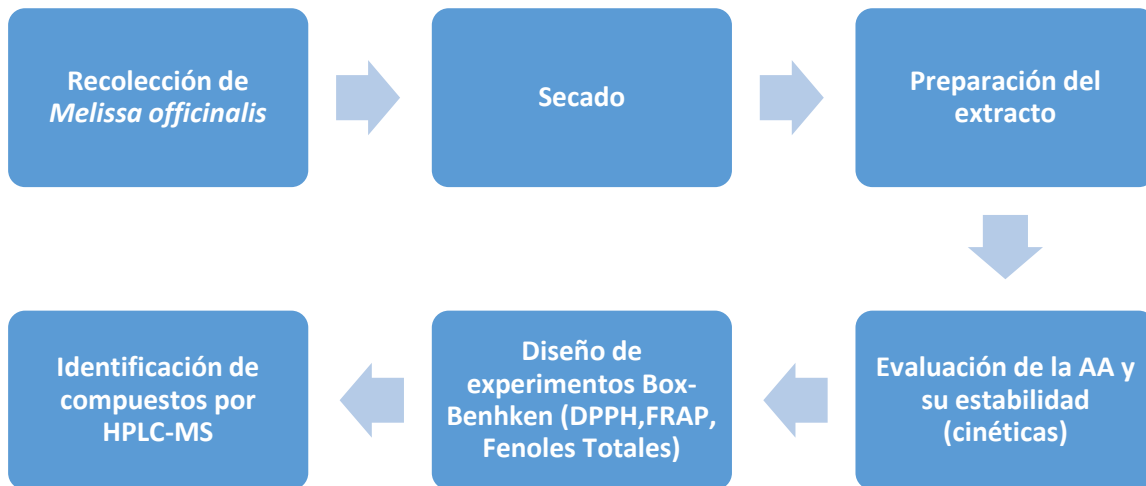 Recolección de
Melissa officinalis
Secado
Preparación del
extracto
Evaluación de la AA y
su estabilidad
(cinéticas)
Diseño de
experimentos Box-
Benhken (DPPH,FRAP,
Fenoles Totales)
Identificación de
compuestos por
HPLC-MS